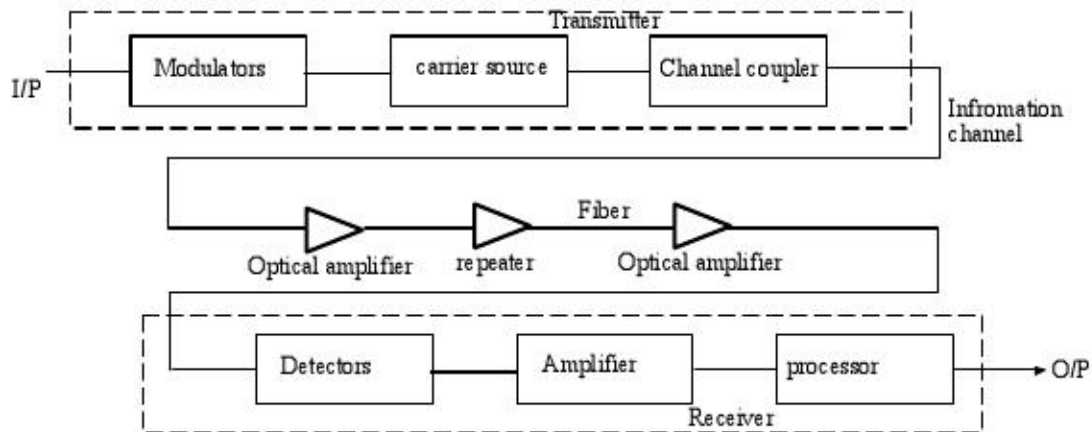 Transmitter
I/P
Modulators
carrier source
Channel coupler
Infromation
channel
Fiber
Optical amplifier
repeater
Optical amplifier
Detectors
Amplifier
processor
O/P
Receiver